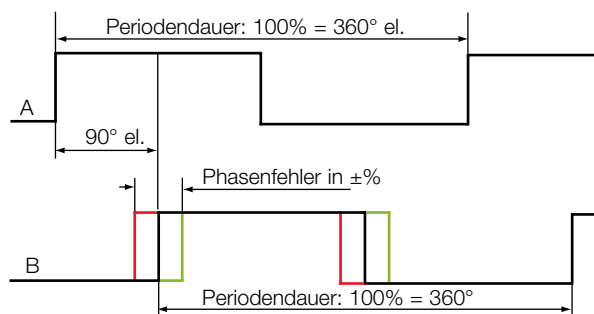 Periodendauer: 100% = 360° el.
A
90° el.
Phasenfehler in ±%
B
Periodendauer: 100% = 360°